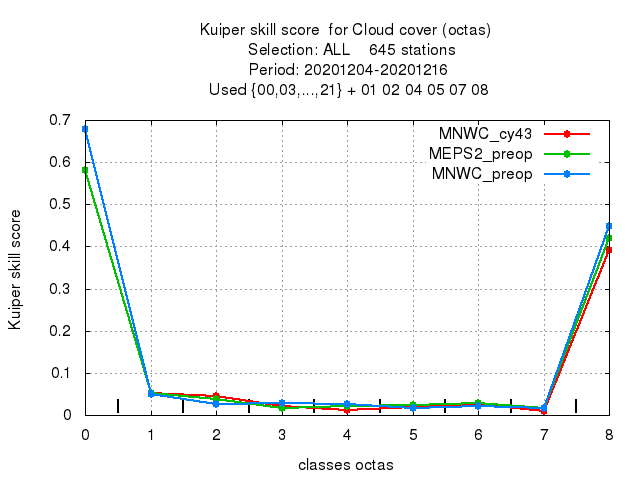 Kuiper skill score  for Cloud cover (octas)
Selection: ALL    645 stations
Period: 20201204-20201216
Used {00,03,...,21} + 01 02 04 05 07 08
MNWC_cy43
MEPS2_preop
MNWC_preop
Kuiper skill score
0.7
0.6
0.5
0.4
0.3
0.2
0.1
0
0 1 2 3 4 5 6 7 8
classes octas